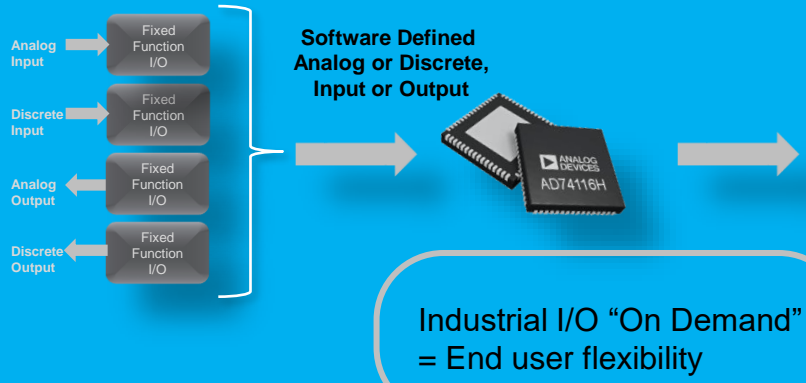 Analog
Input
Fixed
Function
I/O
Discrete
Input
Fixed
Function
I/O
Analog
Output
Fixed
Function
I/O
Discrete
Output
Fixed
Function
I/O
Software Defined
Analog or Discrete,
Input or Output
ANALOG
DEVICES
AD74116H
Industrial I/O “On Demand”
= End user flexibility